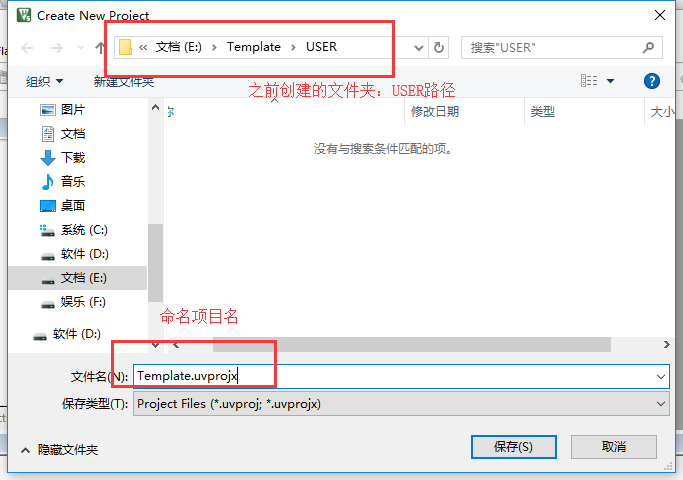 Create New Project
« 文档 (E:) › Template › USER
搜索"USER"
组织
新建文件夹
之前创建的文件夹：USER路径
修改日期
类型
大小
没有与搜索条件匹配的项。
图片
文档
下载
音乐
桌面
系统 (C:)
软件 (D:)
文档 (E:)
娱乐 (F:)
软件 (D:)
命名项目名
文件名(N):
Template.uvprojx
保存类型(T):
Project Files (*.uvproj; *.uvprojx)
隐藏文件夹
保存(S)
取消